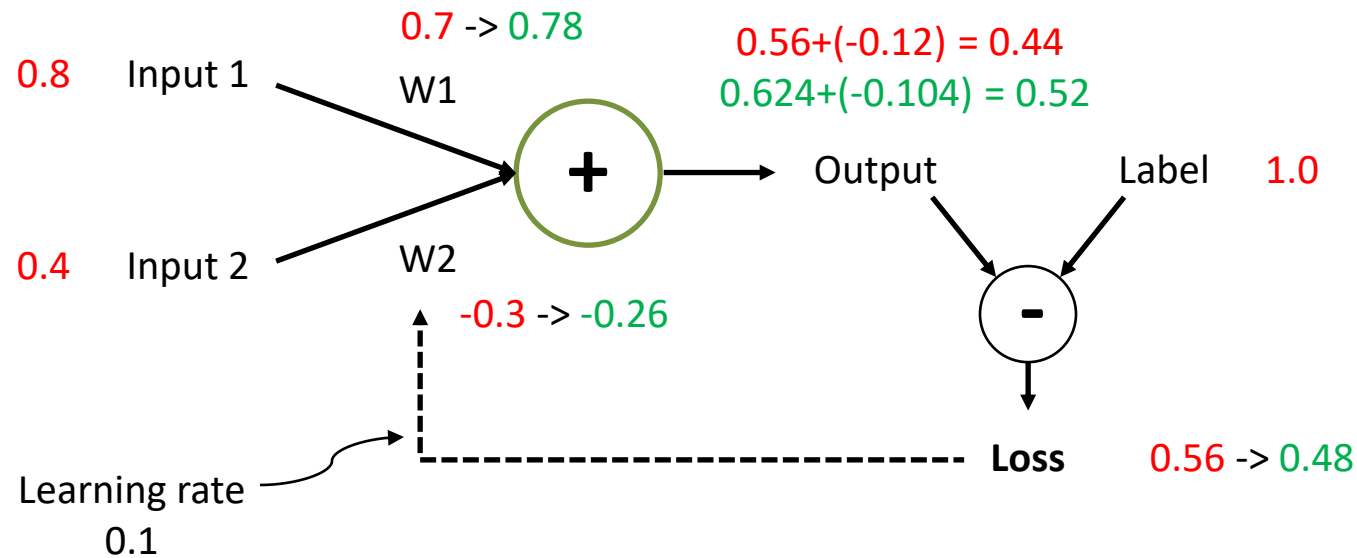 0.7 -> 0.78
0.56+(-0.12) = 0.44
0.8 Input 1
W1
0.624+(-0.104) = 0.52
+
Output
Label 1.0
0.4 Input 2
W2
-0.3 -> -0.26
-
Loss 0.56 -> 0.48
Learning rate
0.1